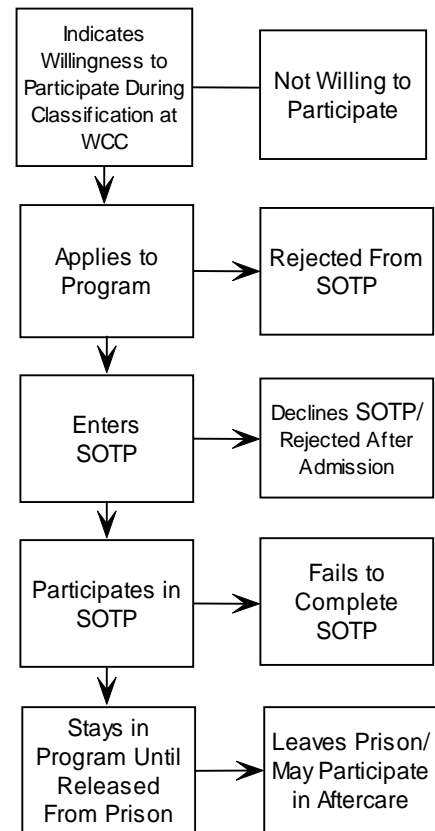 Indicates
Willingness to
Participate During
Classification at
WCC
Not Willing to
Participate
Applies to
Program
Rejected From
SOTP
Enters
SOTP
Declines SOTP/
Rejected After
Admission
Participates in
SOTP
Fails to
Complete
SOTP
Stays in
Program Until
Released
From Prison
Leaves Prison/
May Participate
in Aftercare